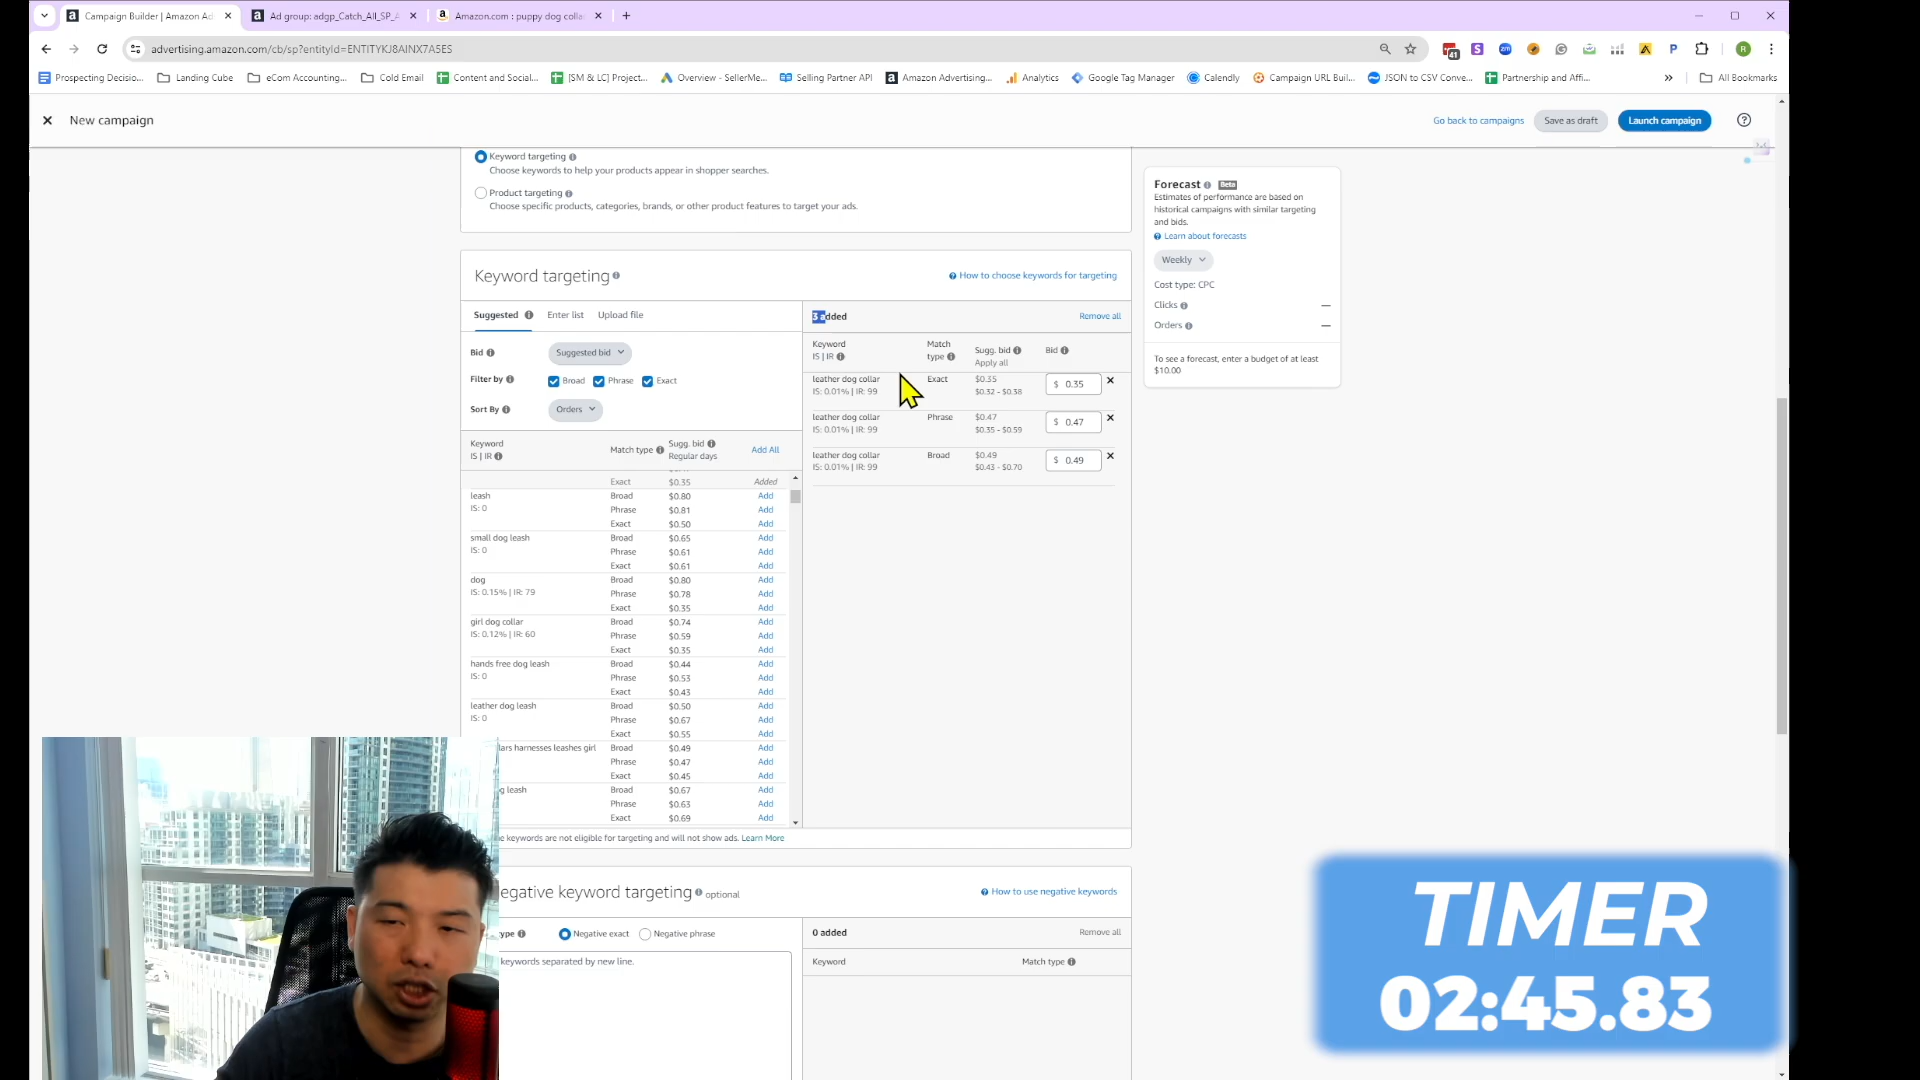 Campaign Builder | Amazon Ad
Ad group: adgp_Catch_All_SP_A
Amazon.com : puppy dog colla
advertising.amazon.com/cb/sp?entityId=ENTITYKJ8AINX7A5ES
41
Prospecting Decisio...
Landing Cube
eCom Accounting...
Cold Email
Content and Social...
[SM & LC] Project...
Overview - SellerMe...
Selling Partner API
Amazon Advertising...
Analytics
Google Tag Manager
Calendly
Campaign URL Buil...
JSON to CSV Conve...
Partnership and Affi...
All Bookmarks
New campaign
Go back to campaigns
Save as draft
Launch campaign
Keyword targeting
Choose keywords to help your products appear in shopper searches.
Product targeting
Choose specific products, categories, brands, or other product features to target your ads.
Forecast Beta
Estimates of performance are based on
historical campaigns with similar targeting
and bids.
Learn about forecasts
Weekly
Cost type: CPC
Clicks —
Orders —
To see a forecast, enter a budget of at least
$10.00
Keyword targeting
How to choose keywords for targeting
Suggested Enter list Upload file
3 added Remove all
Bid Suggested bid
Filter by Broad Phrase Exact
Sort By Orders
Keyword Match Sugg. bid Bid
IS | IR type Apply all
leather dog collar Exact $0.35 $ 0.35
IS: 0.01% | IR: 99 $0.32 - $0.38
leather dog collar Phrase $0.47 $ 0.47
IS: 0.01% | IR: 99 $0.35 - $0.59
leather dog collar Broad $0.49 $ 0.49
IS: 0.01% | IR: 99 $0.43 - $0.70
Keyword Match type Sugg. bid Add All
IS | IR Regular days
Exact $0.35 Added
leash Broad $0.80 Add
IS: 0 Phrase $0.81 Add
Exact $0.50 Add
small dog leash Broad $0.65 Add
IS: 0 Phrase $0.61 Add
Exact $0.61 Add
dog Broad $0.80 Add
IS: 0.15% | IR: 79 Phrase $0.78 Add
Exact $0.35 Add
girl dog collar Broad $0.74 Add
IS: 0.12% | IR: 60 Phrase $0.59 Add
Exact $0.35 Add
hands free dog leash Broad $0.44 Add
IS: 0 Phrase $0.53 Add
Exact $0.43 Add
leather dog leash Broad $0.50 Add
IS: 0 Phrase $0.67 Add
Exact $0.55 Add
lars harnesses leashes girl Broad $0.49 Add
Phrase $0.47 Add
Exact $0.45 Add
g leash Broad $0.67 Add
Phrase $0.63 Add
Exact $0.69 Add
keywords are not eligible for targeting and will not show ads. Learn More
egative keyword targeting optional
How to use negative keywords
ype Negative exact Negative phrase
keywords separated by new line.
0 added Remove all
Keyword Match type
TIMER
02:45.83